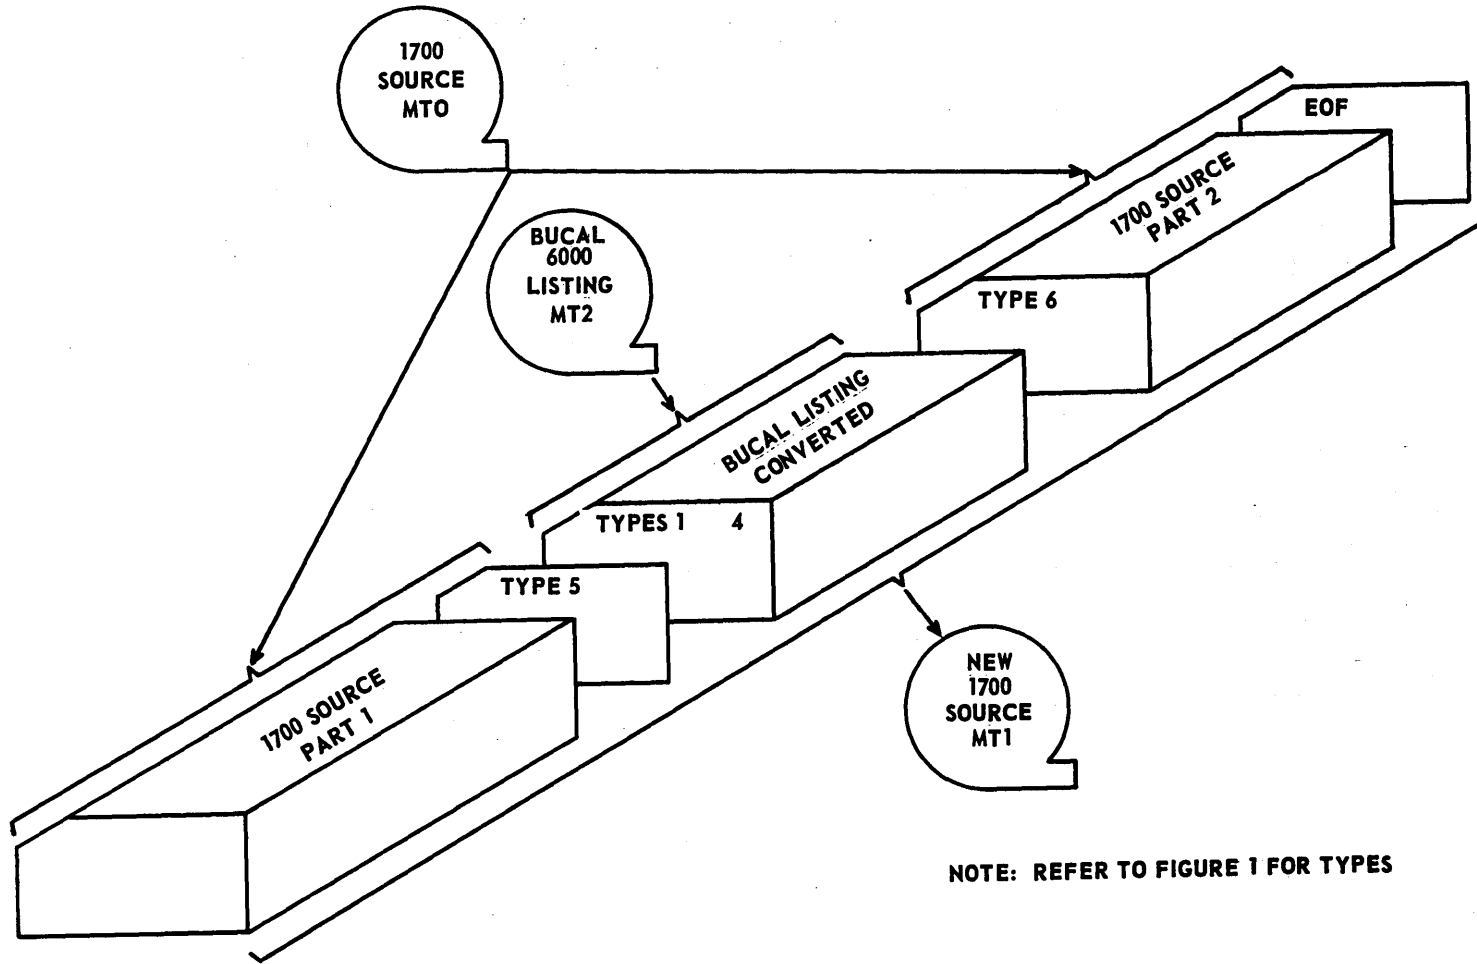 1700
SOURCE
MTO
EOF
1700 SOURCE
PART 2
BUCAL
6000
LISTING
MT2
TYPE 6
BUCAL LISTING
CONVERTED
TYPES 1 4
TYPE 5
NEW
1700
SOURCE
MT1
1700 SOURCE
PART 1
NOTE: REFER TO FIGURE 1 FOR TYPES